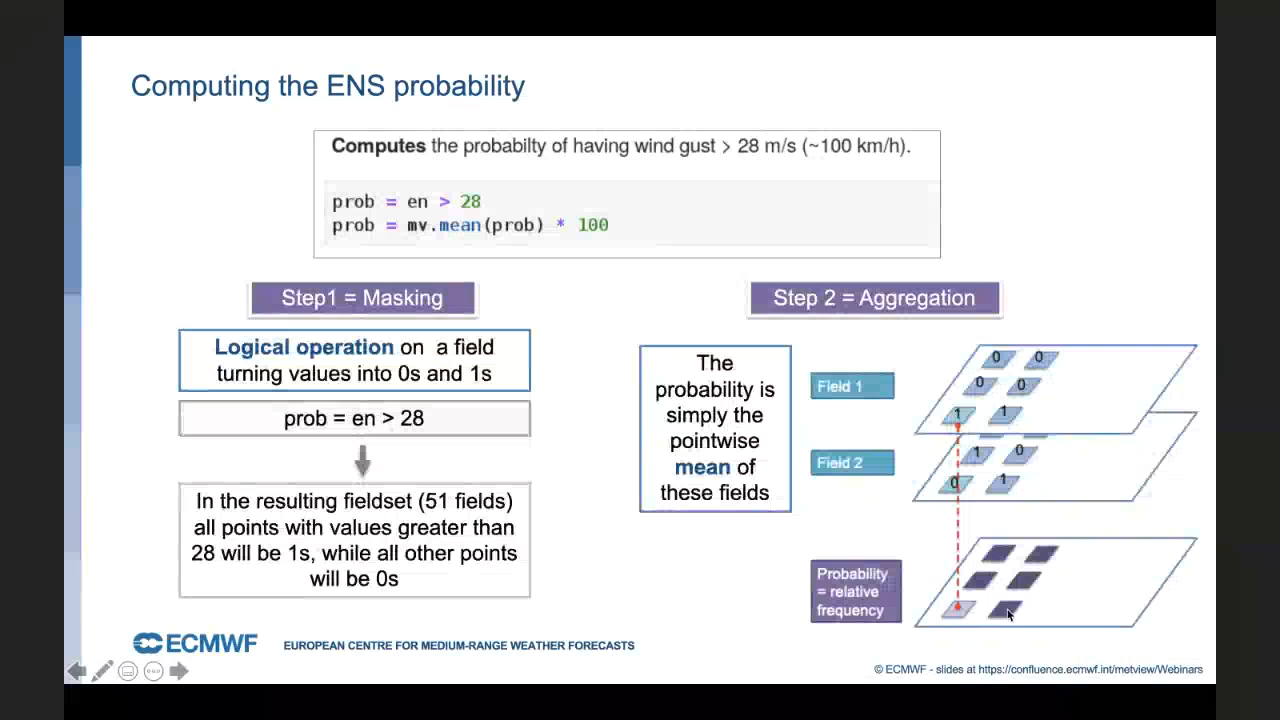 Computing the ENS probability
Computes the probabilty of having wind gust > 28 m/s (~100 km/h).
prob = en > 28
prob = mv.mean(prob) * 100
Step1 = Masking
Logical operation on a field
turning values into 0s and 1s
prob = en > 28
In the resulting fieldset (51 fields)
all points with values greater than
28 will be 1s, while all other points
will be 0s
Step 2 = Aggregation
The
probability is
simply the
pointwise
mean of
these fields
Field 1
0 0
0 0
1 1
Field 2
1 0
0 1
Probability
= relative
frequency
ECMWF EUROPEAN CENTRE FOR MEDIUM-RANGE WEATHER FORECASTS
© ECMWF - slides at https://confluence.ecmwf.int/metview/Webinars